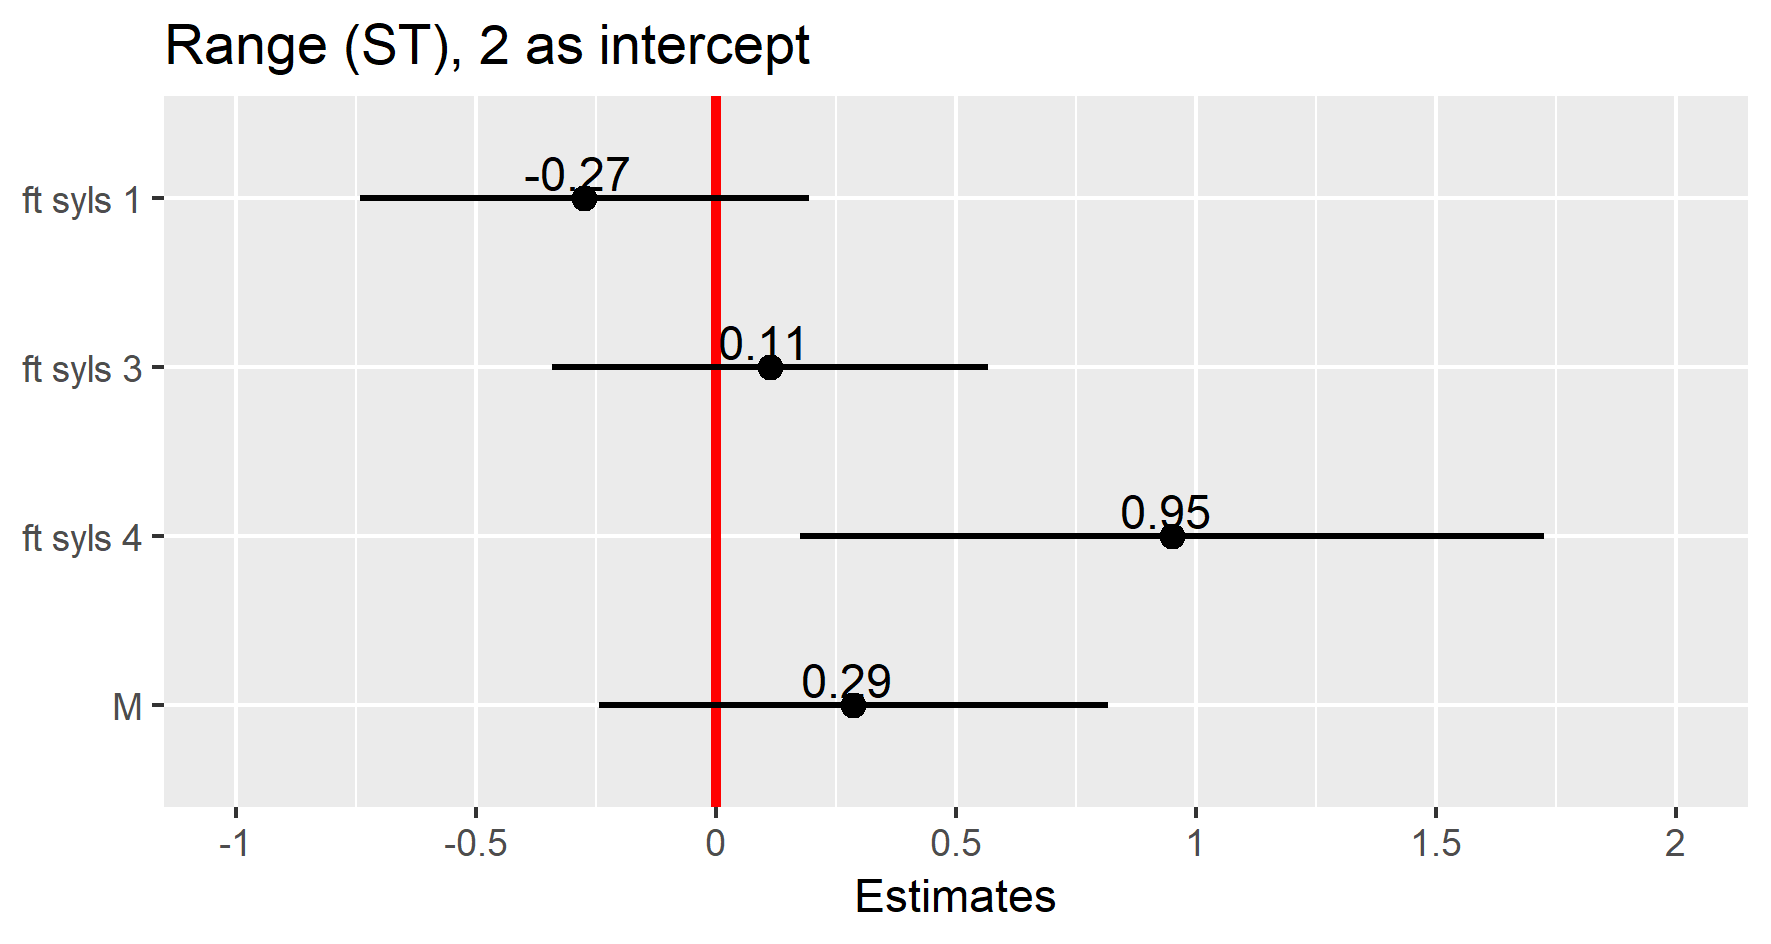 Range (ST), 2 as intercept
ft syls 1
-0.27
ft syls 3
0.11
ft syls 4
0.95
M
0.29
-1 -0.5 0 0.5 1 1.5 2
Estimates